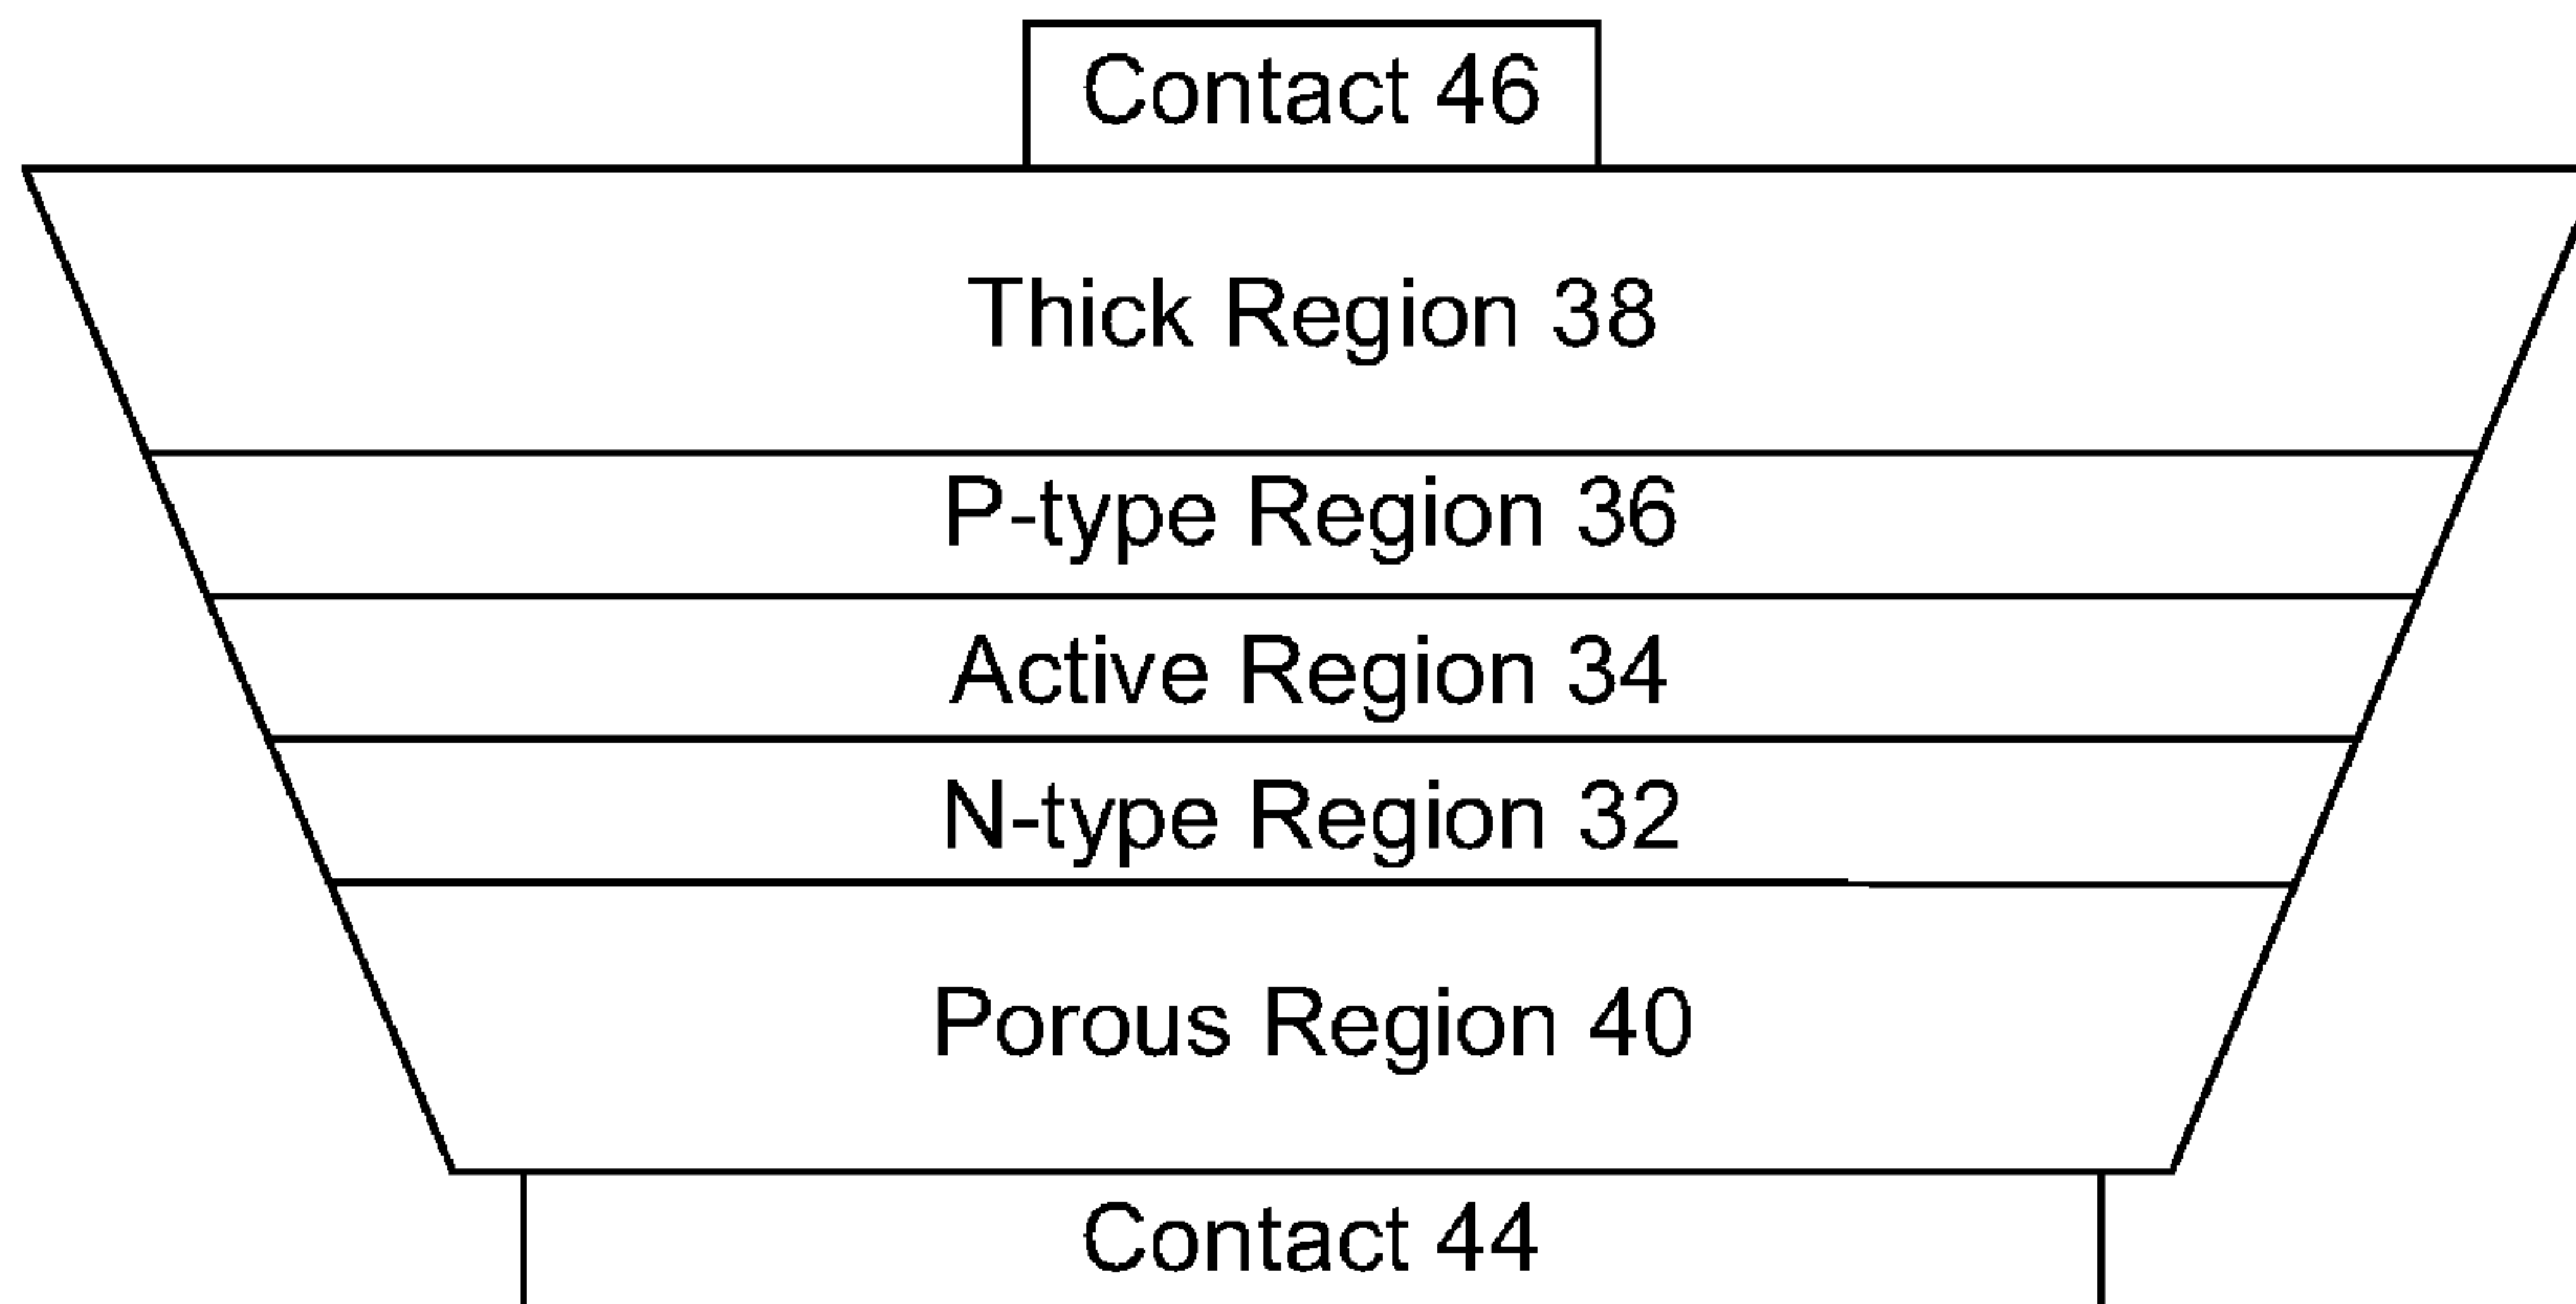 Contact 46
Thick Region 38
P-type Region 36
Active Region 34
N-type Region 32
Porous Region 40
Contact 44